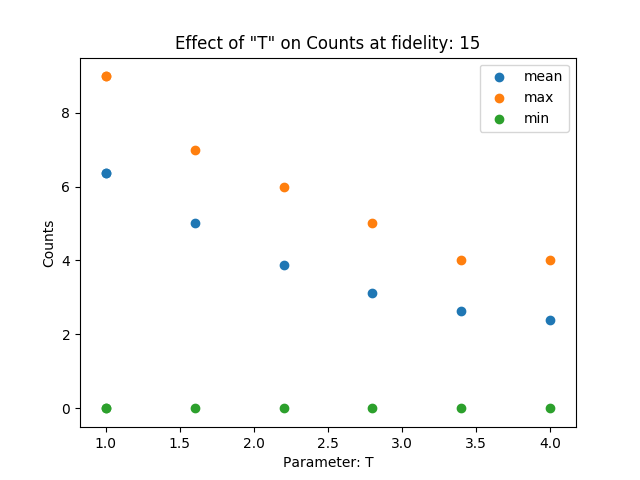 Effect of "T" on Counts at fidelity: 15
mean
max
min
8
6
4
2
0
Counts
1.0 1.5 2.0 2.5 3.0 3.5 4.0
Parameter: T